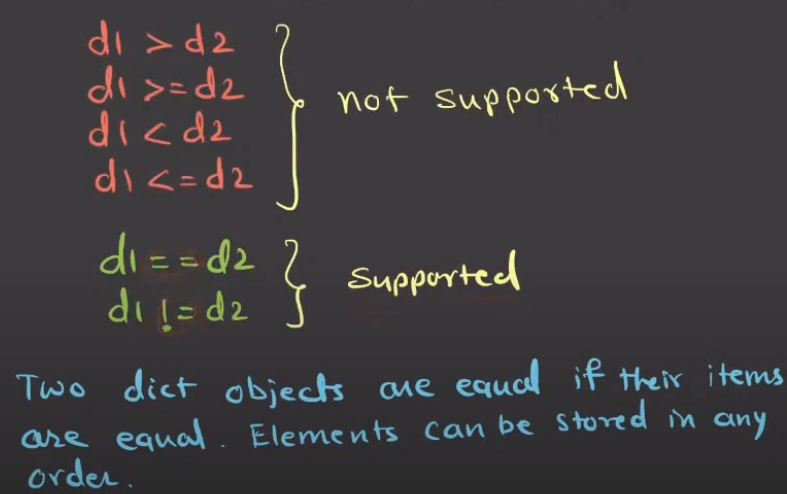 d1 > d2
d1 >= d2
d1 < d2
d1 <= d2
not supported
d1 == d2
d1 != d2
supported
Two dict objects are equal if their items
are equal. Elements can be stored in any
order.